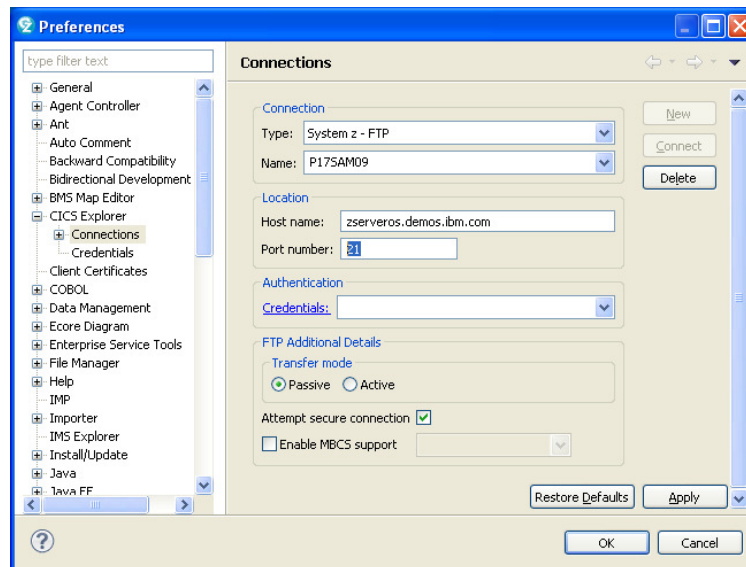 Preferences
type filter text
General
Agent Controller
Ant
Auto Comment
Backward Compatibility
Bidirectional Development
BMS Map Editor
CICS Explorer
Connections
Credentials
Client Certificates
COBOL
Data Management
Ecore Diagram
Enterprise Service Tools
File Manager
Help
IMP
Importer
IMS Explorer
Install/Update
Java
Java EE
Connections
Connection
Type: System z - FTP
Name: P17SAM09
New
Connect
Delete
Location
Host name: zserveros.demos.ibm.com
Port number: 21
Authentication
Credentials:
FTP Additional Details
Transfer mode
Passive Active
Attempt secure connection
Enable MBCS support
Restore Defaults Apply
OK Cancel